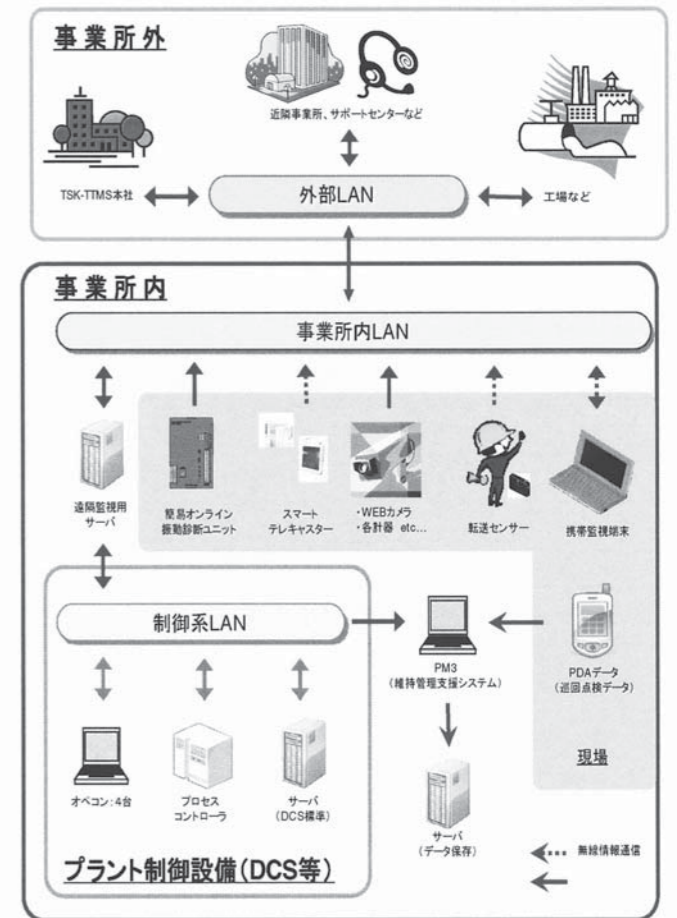 事業所外
近隣事業所、サポートセンターなど
TSK-TTMS本社
外部LAN
工場など
事業所内
事業所内LAN
遠隔監視用
サーバ
簡易オンライン
振動診断ユニット
スマート
テレキャスター
・WEBカメラ
・各計器 etc...
転送センサー
携帯監視端末
制御系LAN
PM3
(維持管理支援システム)
PDAデータ
(巡回点検データ)
現場
オペコン:4台
プロセス
コントローラ
サーバ
(DCS標準)
サーバ
(データ保存)
プラント制御設備(DCS等)
無線情報通信